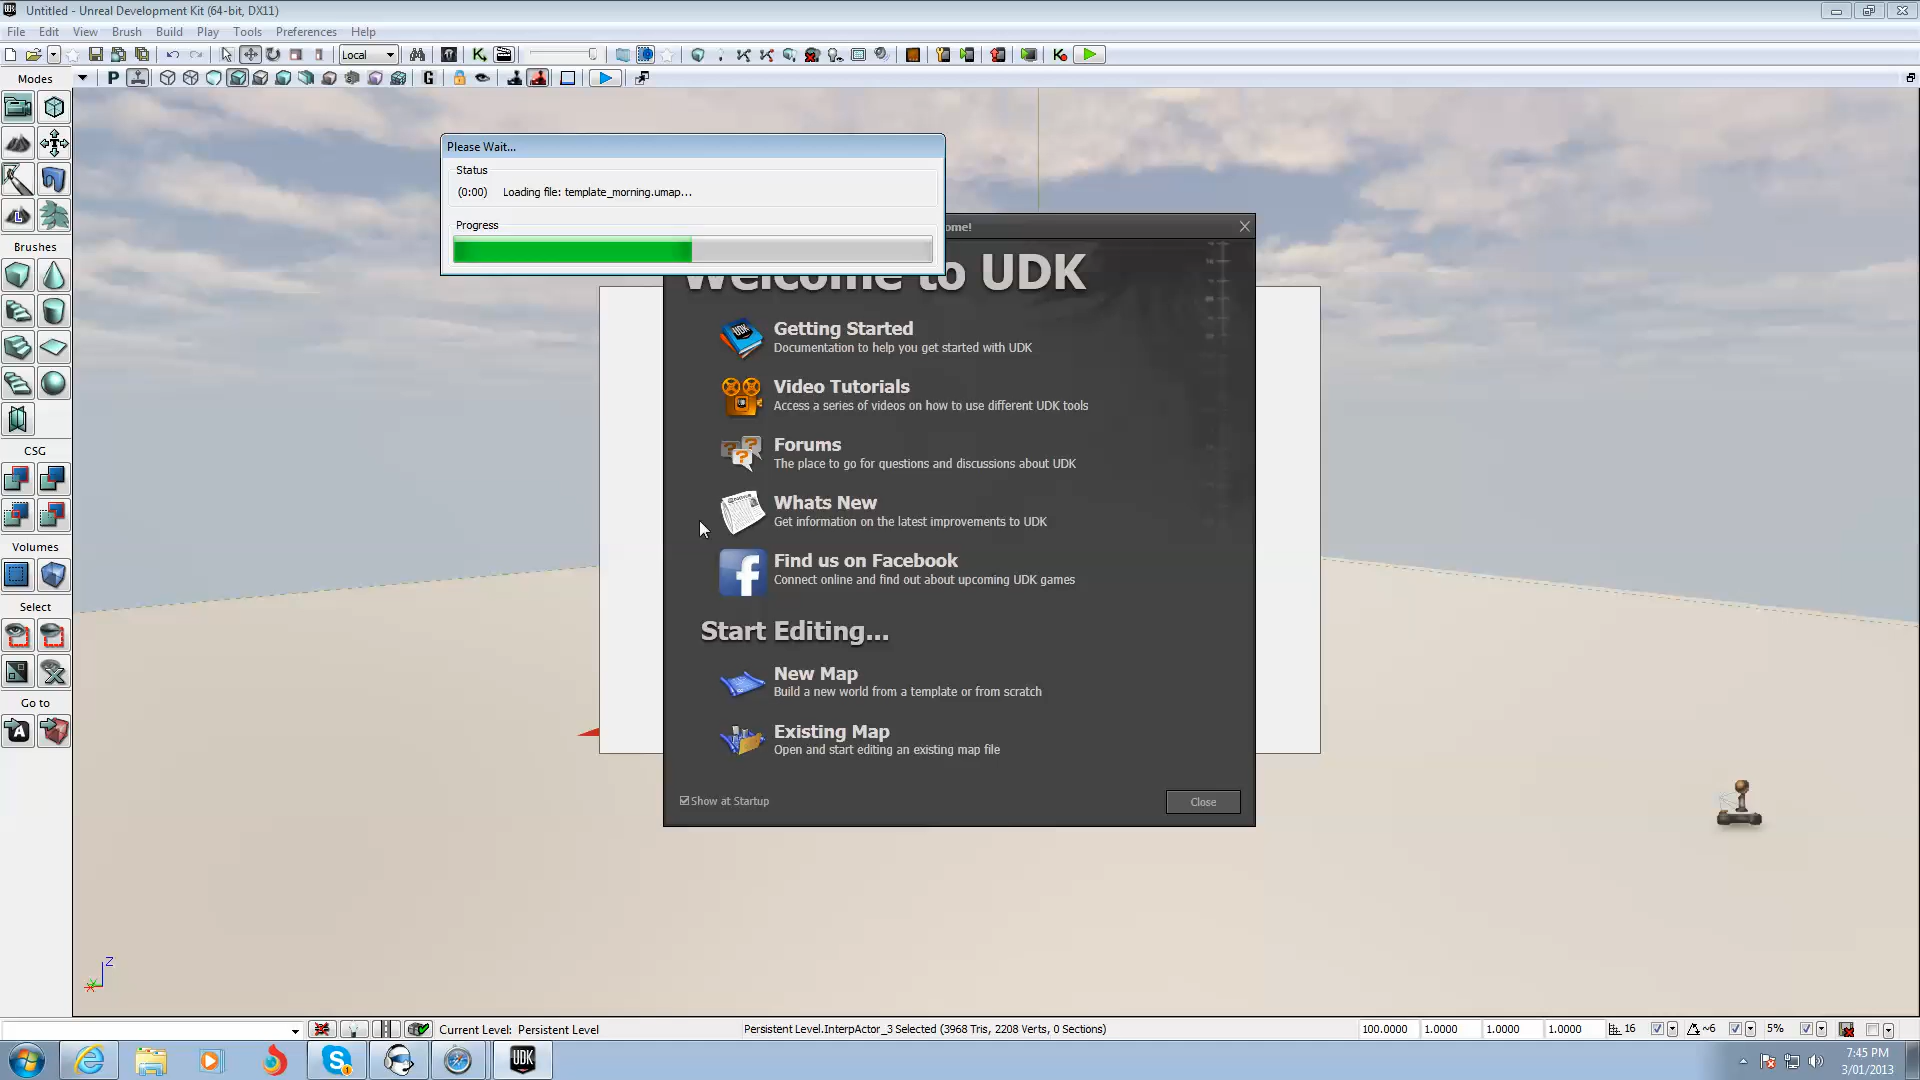 Untitled - Unreal Development Kit (64-bit, DX11)
File Edit View Brush Build Play Tools Preferences Help
Local
Modes
P
G
Please Wait...
Status
(0:00) Loading file: template_morning.umap...
Progress
ome!
Welcome to UDK
Getting Started
Documentation to help you get started with UDK
Video Tutorials
Access a series of videos on how to use different UDK tools
Forums
The place to go for questions and discussions about UDK
Whats New
Get information on the latest improvements to UDK
Find us on Facebook
Connect online and find out about upcoming UDK games
Start Editing...
New Map
Build a new world from a template or from scratch
Existing Map
Open and start editing an existing map file
Show at Startup
Close
Brushes
CSG
Volumes
Select
Go to
Z
Current Level: Persistent Level
Persistent Level.InterpActor_3 Selected (3968 Tris, 2208 Verts, 0 Sections)
100.0000 1.0000 1.0000 1.0000 16 ~6 5%
UDK
7:45 PM
3/01/2013